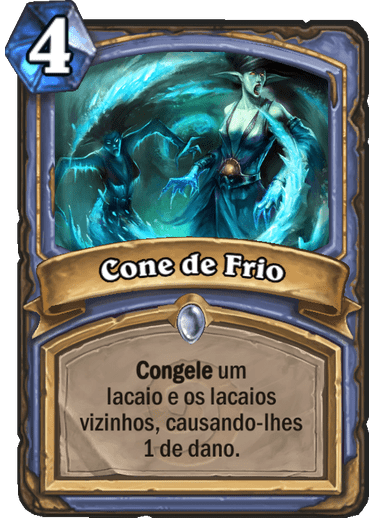 4
Cone de Frio
Congele um
lacaio e os lacaios
vizinhos, causando-lhes
1 de dano.